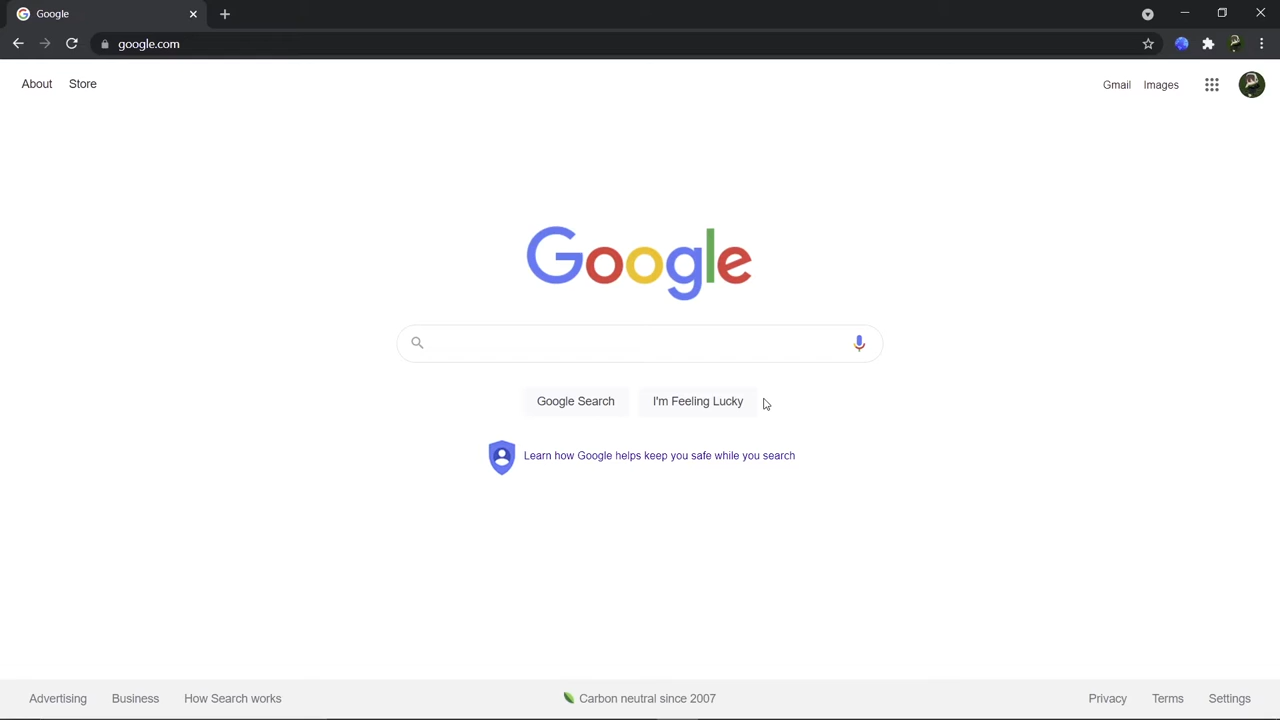 Google
google.com
About Store
Gmail Images
Google
Google Search I'm Feeling Lucky
Learn how Google helps keep you safe while you search
Advertising Business How Search works Carbon neutral since 2007 Privacy Terms Settings